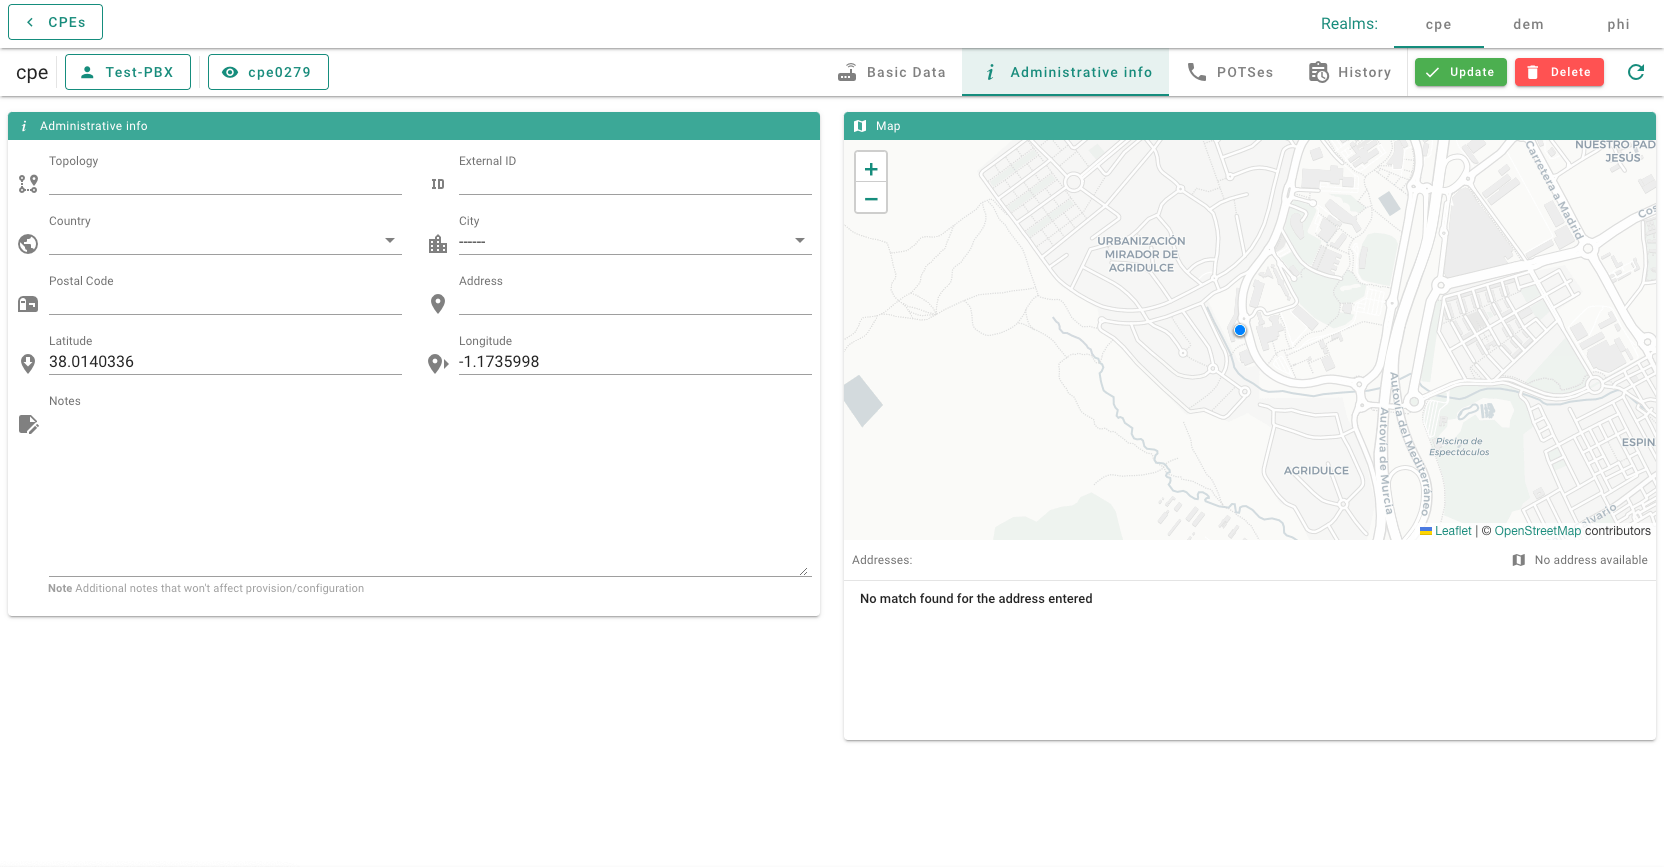 CPEs
Realms:
cpe
dem
phi
cpe
Test-PBX
cpe0279
Basic Data
Administrative info
POTSes
History
Update
Delete
Administrative info
Topology
External ID
ID
Country
City
------
Postal Code
Address
Latitude
38.0140336
Longitude
-1.1735998
Notes
Note Additional notes that won't affect provision/configuration
Map
+
−
NUESTRO PAD
JESÚS
Carretera a Madrid
Cos
URBANIZACIÓN
MIRADOR DE
AGRIDULCE
Autovía del Mediterráneo
Autovía de Murcia
Piscina de
Espectáculos
ESPIN
AGRIDULCE
alvario
Leaflet | © OpenStreetMap contributors
Addresses:
No address available
No match found for the address entered